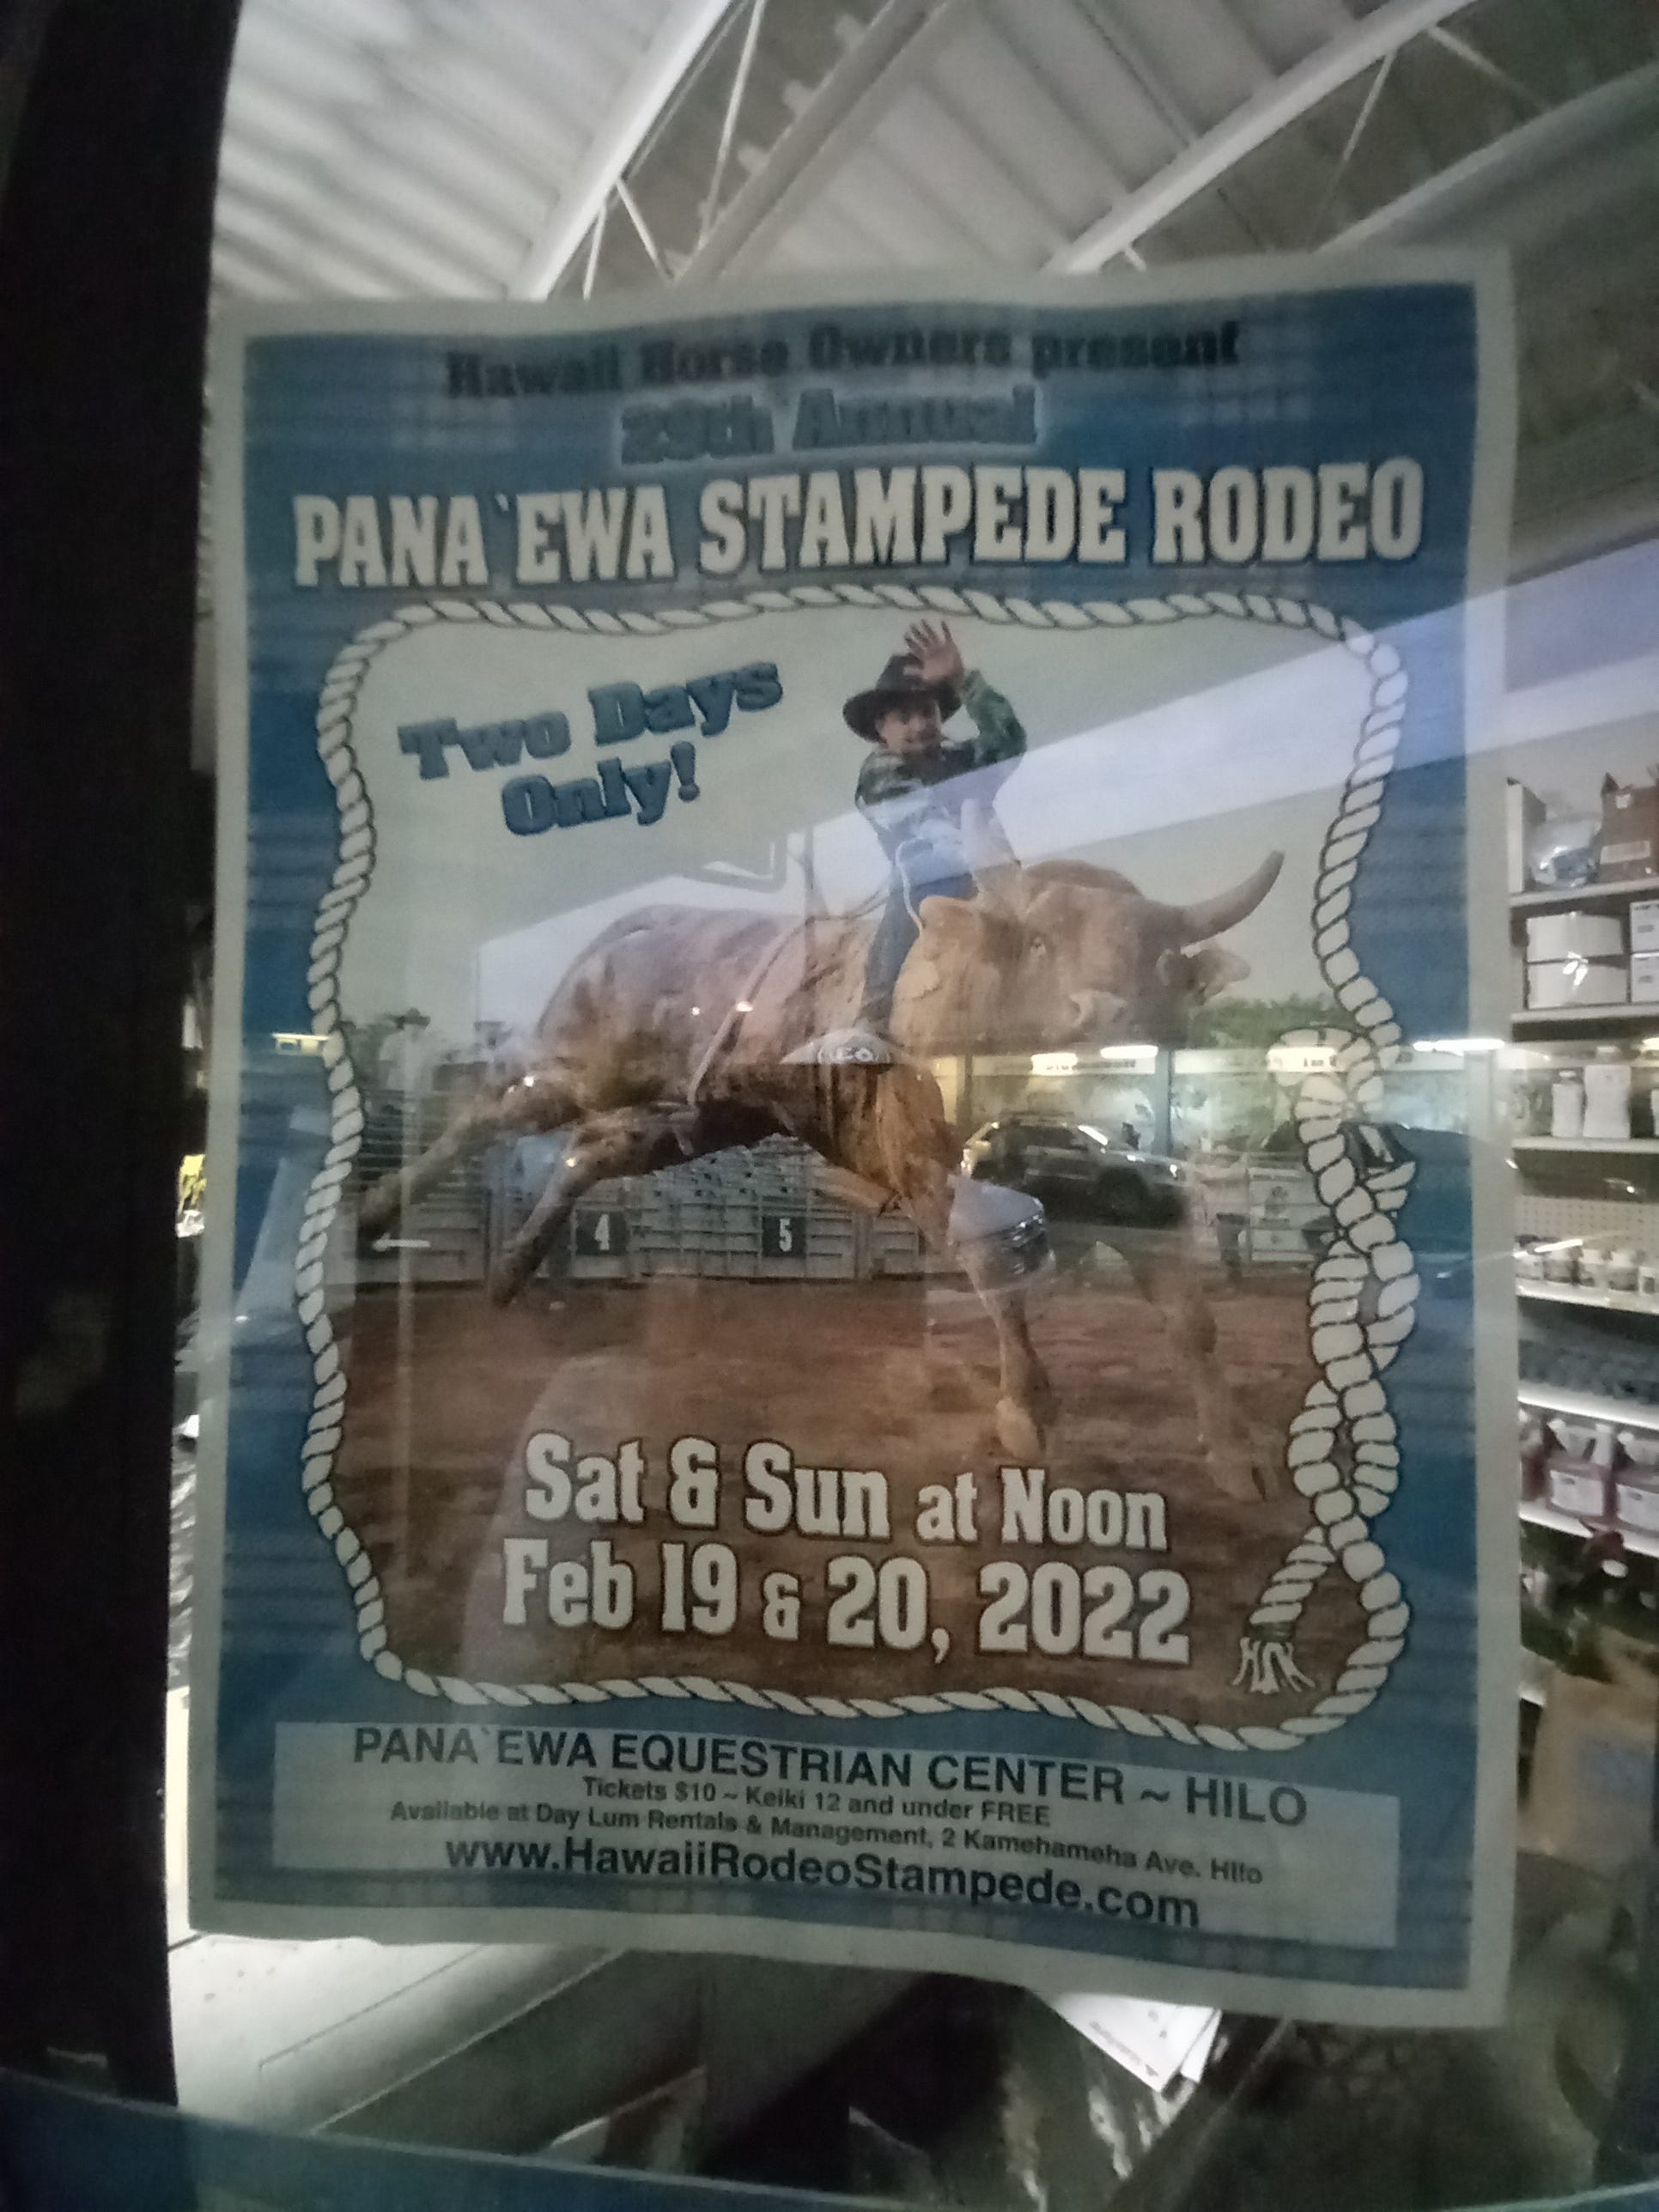 Hawaii Horse Owners present
29th Annual
PANA`EWA STAMPEDE RODEO
Two Days
Only!
4
5
Sat & Sun at Noon
Feb 19 & 20, 2022
PANA`EWA EQUESTRIAN CENTER ~ HILO
Tickets $10 ~ Keiki 12 and under FREE
Available at Day Lum Rentals & Management, 2 Kamehameha Ave. Hilo
www.HawaiiRodeoStampede.com